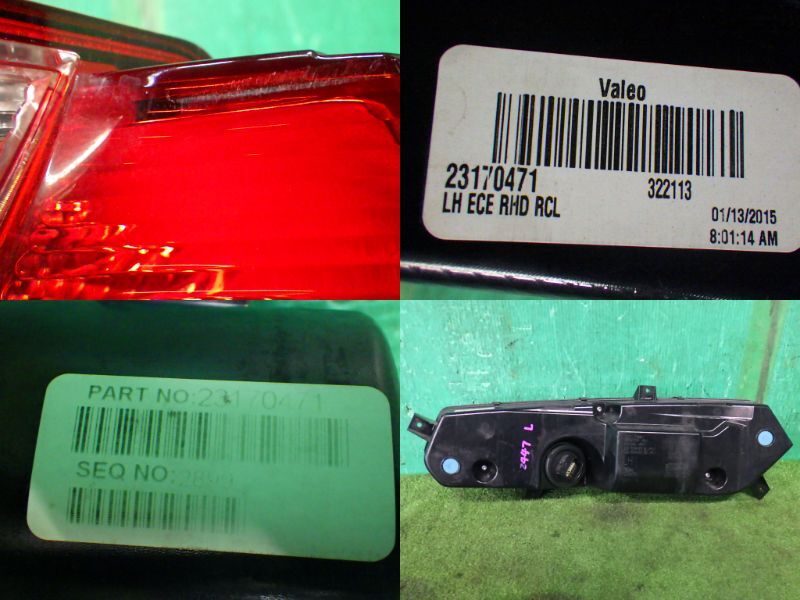 Valeo
23170471
322113
LH ECE RHD RCL
01/13/2015
8:01:14 AM
PART NO:23170471
SEQ NO:2899
2447 L